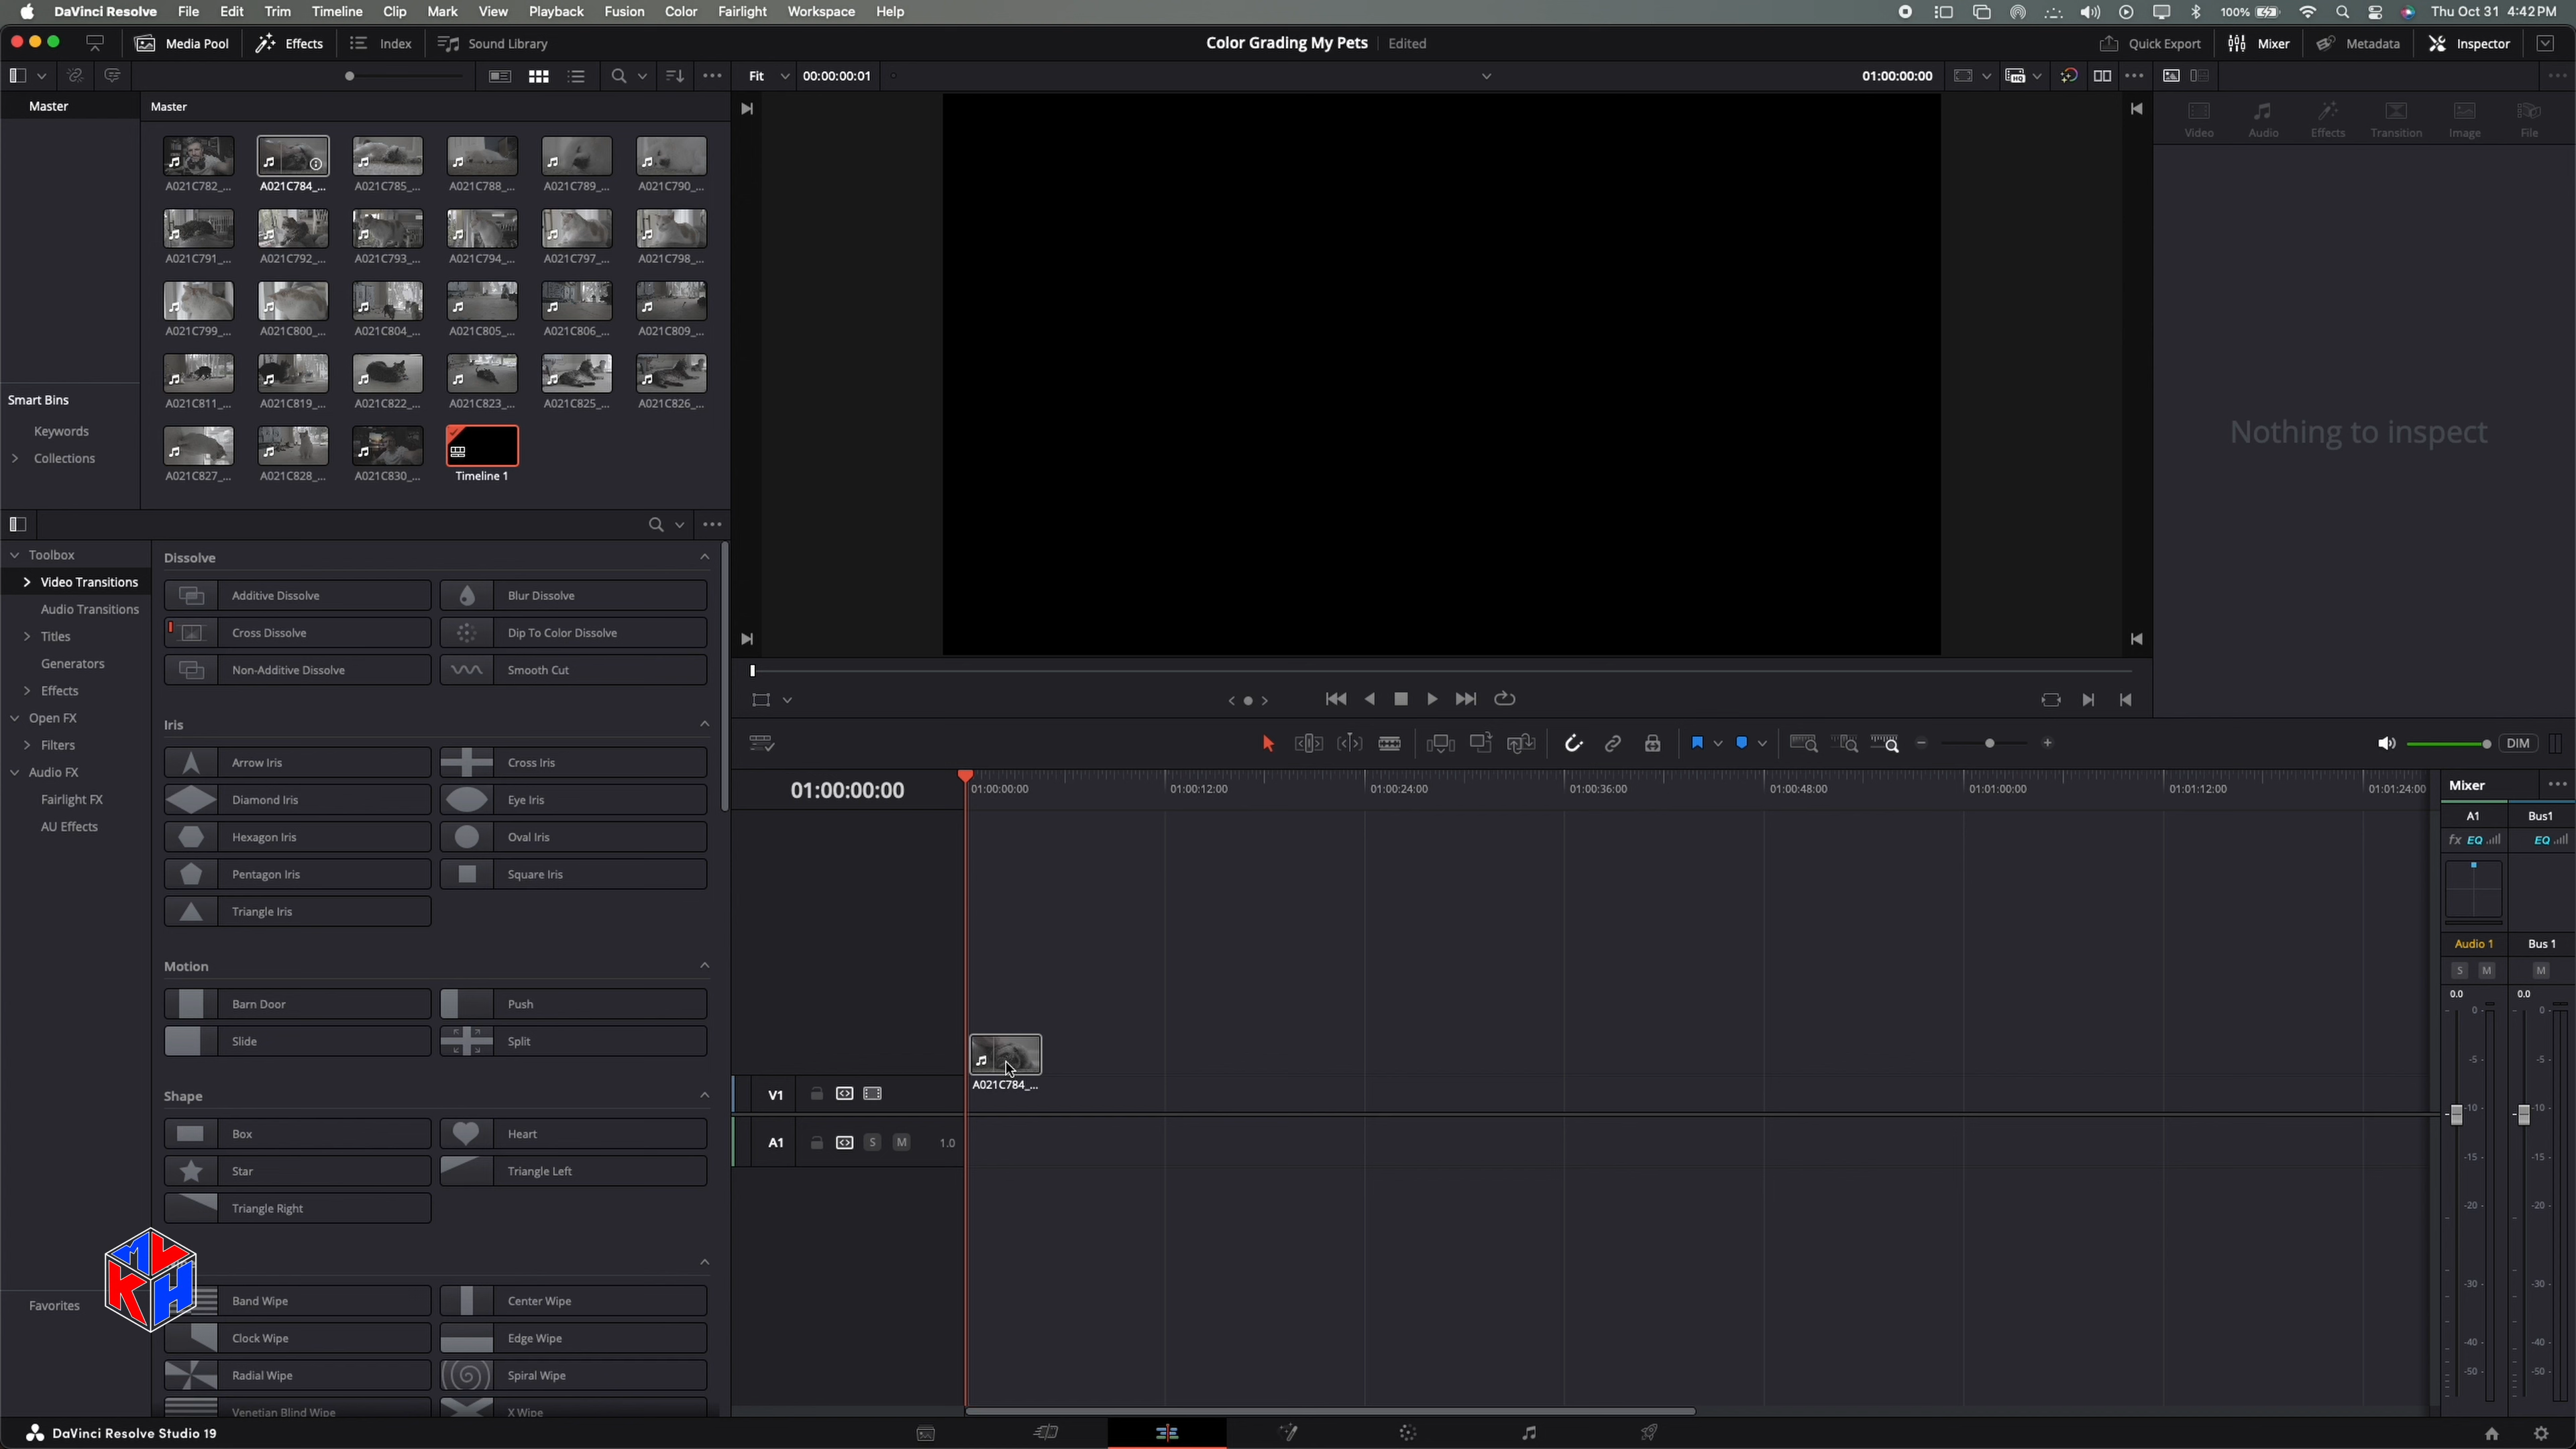 DaVinci Resolve File Edit Trim Timeline Clip Mark View Playback Fusion Color Fairlight Workspace Help 100% Thu Oct 31 4:42 PM
Media Pool Effects Index Sound Library Color Grading My Pets Edited Quick Export Mixer Metadata Inspector
Fit 00:00:00:01 01:00:00:00
Master Master
Video Audio Effects Transition Image File
A021C782_... A021C784_... A021C785_... A021C788_... A021C789_... A021C790_...
A021C791_... A021C792_... A021C793_... A021C794_... A021C797_... A021C798_...
A021C799_... A021C800_... A021C804_... A021C805_... A021C806_... A021C809_...
A021C811_... A021C819_... A021C822_... A021C823_... A021C825_... A021C826_...
A021C827_... A021C828_... A021C830_... Timeline 1
Smart Bins
Keywords
Collections
Nothing to inspect
Toolbox
Video Transitions
Audio Transitions
Titles
Generators
Effects
Open FX
Filters
Audio FX
Fairlight FX
AU Effects
Favorites
Dissolve
Additive Dissolve Blur Dissolve
Cross Dissolve Dip To Color Dissolve
Non-Additive Dissolve Smooth Cut
Iris
Arrow Iris Cross Iris
Diamond Iris Eye Iris
Hexagon Iris Oval Iris
Pentagon Iris Square Iris
Triangle Iris
Motion
Barn Door Push
Slide Split
Shape
Box Heart
Star Triangle Left
Triangle Right
Band Wipe Center Wipe
Clock Wipe Edge Wipe
Radial Wipe Spiral Wipe
Venetian Blind Wipe X Wipe
DIM
01:00:00:00 01:00:00:00 01:00:12:00 01:00:24:00 01:00:36:00 01:00:48:00 01:01:00:00 01:01:12:00 01:01:24:00
A021C784_...
V1
A1 S M 1.0
Mixer
A1 Bus1
fx EQ EQ
Audio 1 Bus 1
S M M
0.0 0.0
0 0
-5 -5
-10 -10
-15 -15
-20 -20
-30 -30
-40 -40
-50 -50
DaVinci Resolve Studio 19